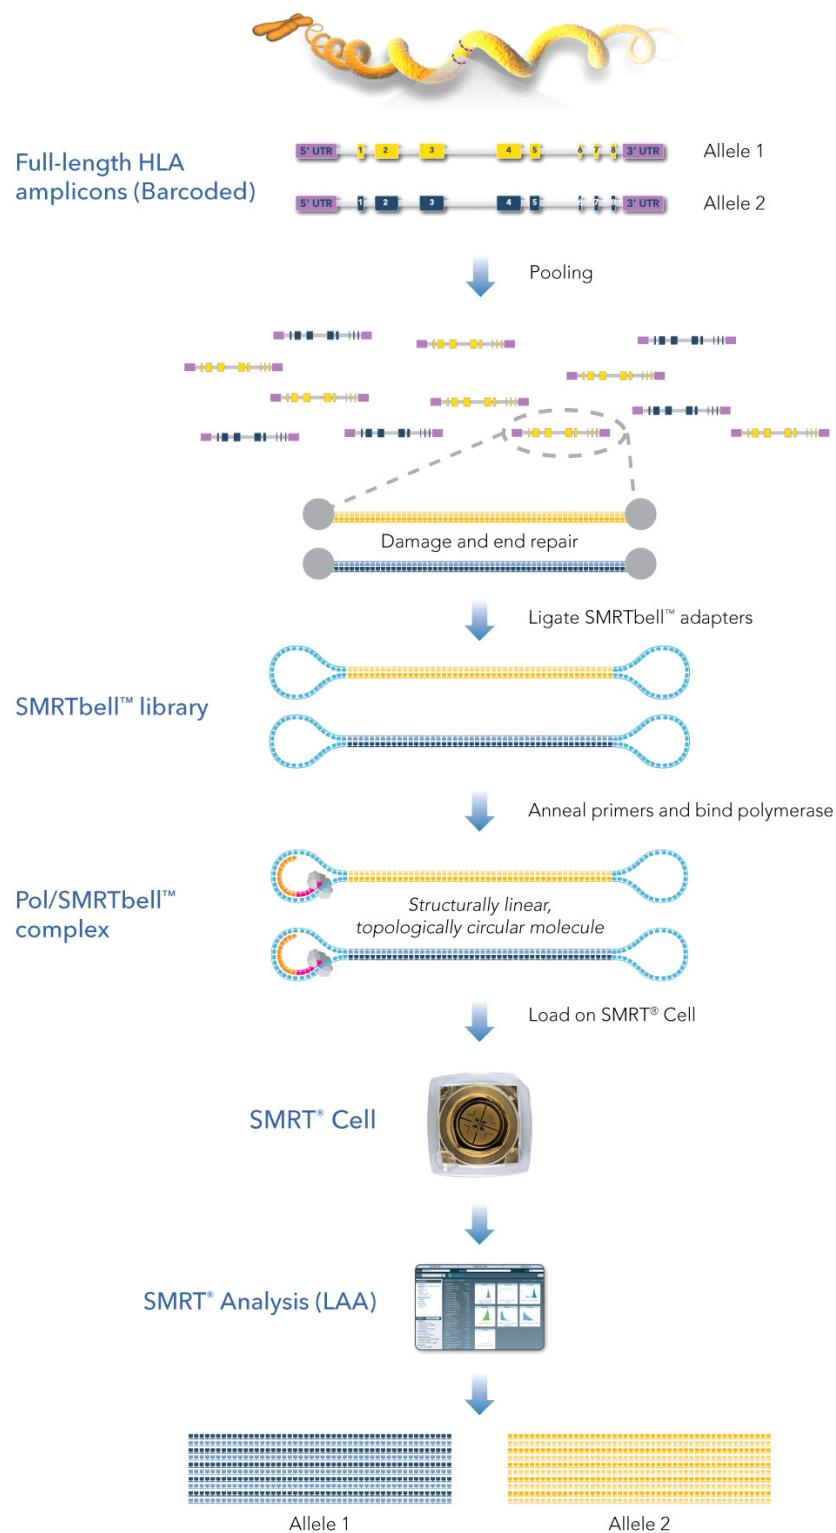 5' UTR 1 2 3 4 5 6 7 8 3' UTR
Allele 1
Full-length HLA
amplicons (Barcoded)
5' UTR 1 2 3 4 5 7 8 3' UTR
Allele 2
Pooling
Damage and end repair
Ligate SMRTbell™ adapters
SMRTbell™ library
Anneal primers and bind polymerase
Pol/SMRTbell™
complex
Structurally linear,
topologically circular molecule
Load on SMRT® Cell
SMRT® Cell
SMRT® Analysis (LAA)
Allele 1
Allele 2